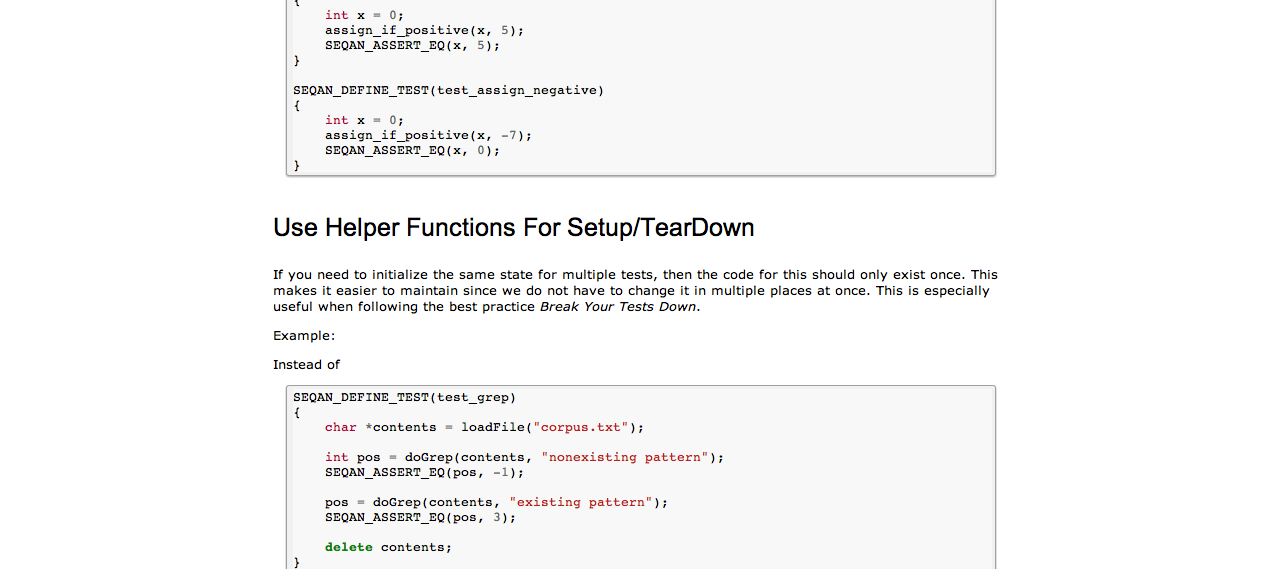 {
    int x = 0;
    assign_if_positive(x, 5);
    SEQAN_ASSERT_EQ(x, 5);
}
SEQAN_DEFINE_TEST(test_assign_negative)
{
    int x = 0;
    assign_if_positive(x, -7);
    SEQAN_ASSERT_EQ(x, 0);
}
Use Helper Functions For Setup/TearDown
If you need to initialize the same state for multiple tests, then the code for this should only exist once. This
makes it easier to maintain since we do not have to change it in multiple places at once. This is especially
useful when following the best practice Break Your Tests Down.
Example:
Instead of
SEQAN_DEFINE_TEST(test_grep)
{
    char *contents = loadFile("corpus.txt");
    int pos = doGrep(contents, "nonexisting pattern");
    SEQAN_ASSERT_EQ(pos, -1);
    pos = doGrep(contents, "existing pattern");
    SEQAN_ASSERT_EQ(pos, 3);
    delete contents;
}